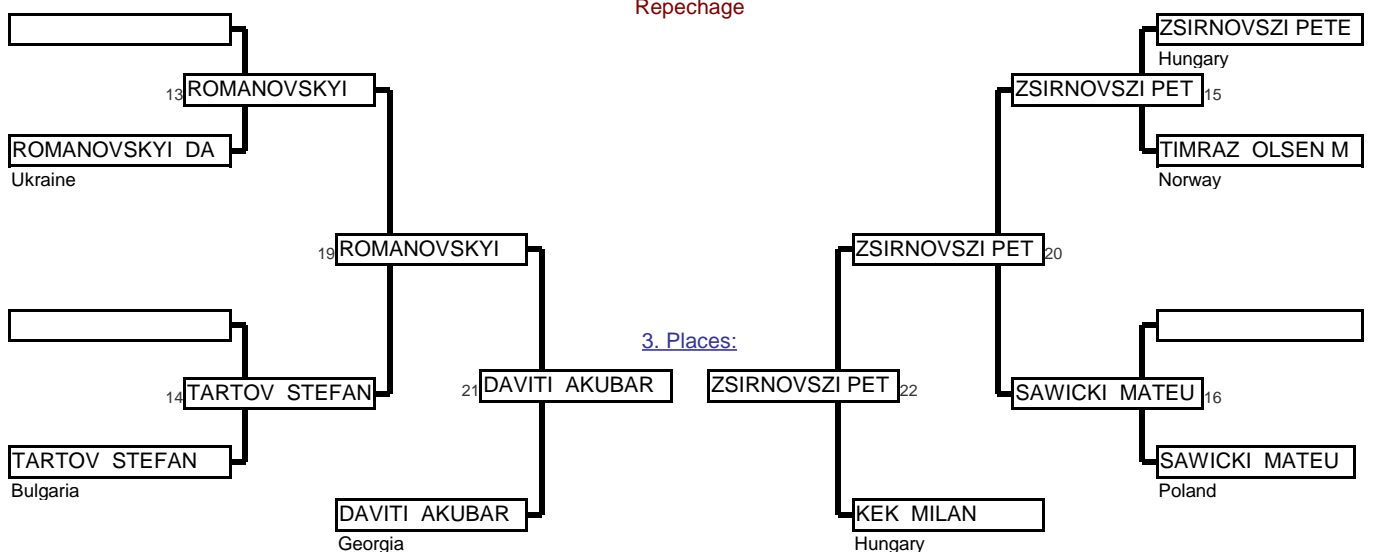 Repechage
ZSIRNOVSZI PETE
Hungary
13 ROMANOVSKYI
ZSIRNOVSZI PET 15
ROMANOVSKYI DA
Ukraine
TIMRAZ OLSEN M
Norway
19 ROMANOVSKYI
ZSIRNOVSZI PET 20
3. Places:
14 TARTOV STEFAN
21 DAVITI AKUBAR
ZSIRNOVSZI PET 22
SAWICKI MATEU 16
TARTOV STEFAN
Bulgaria
SAWICKI MATEU
Poland
DAVITI AKUBAR
Georgia
KEK MILAN
Hungary